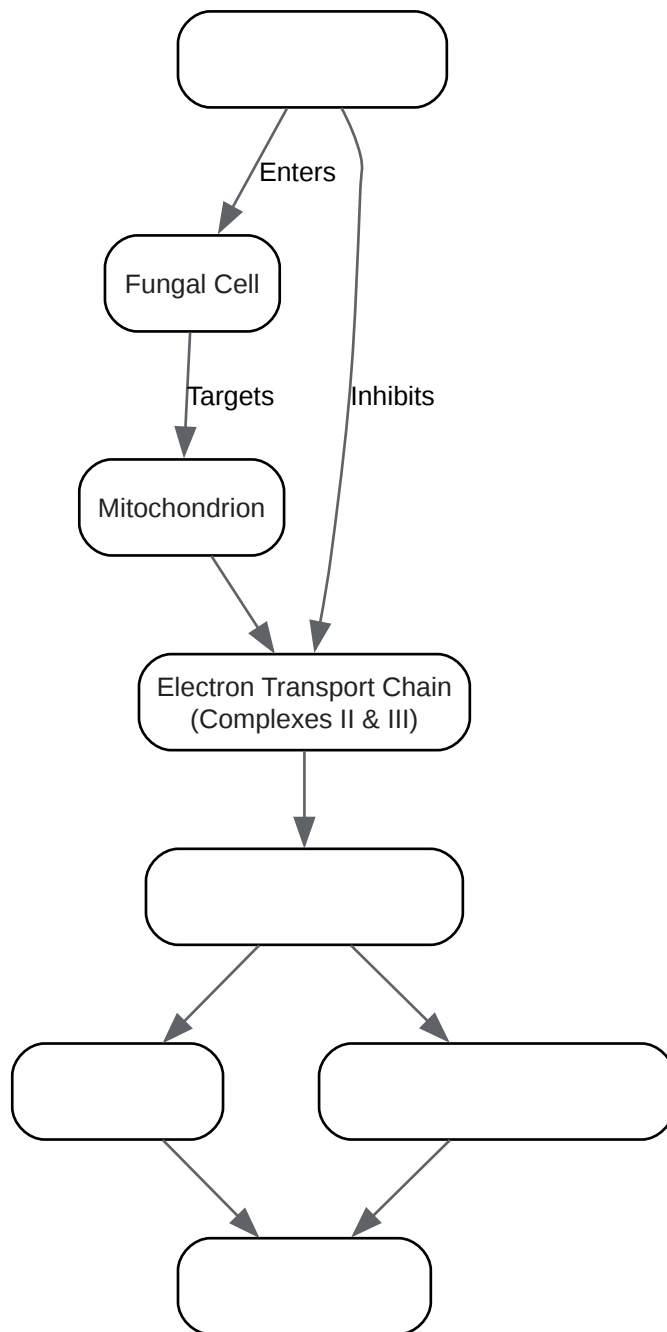 Enters
Fungal Cell
Targets
Inhibits
Mitochondrion
Electron Transport Chain
(Complexes II & III)